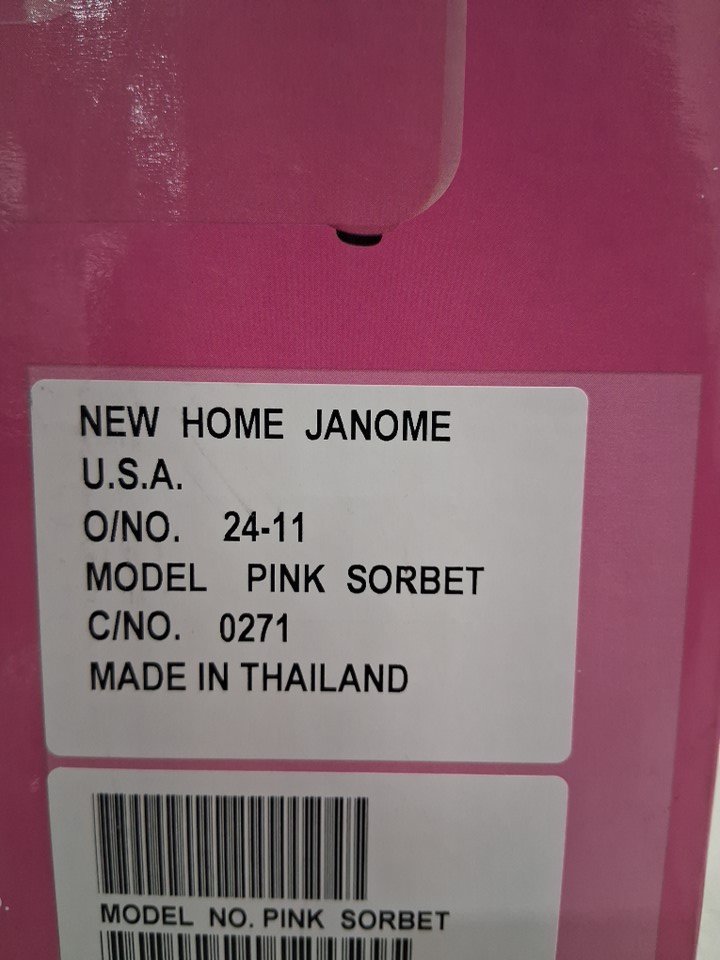 NEW HOME JANOME
U.S.A.
O/NO. 24-11
MODEL PINK SORBET
C/NO. 0271
MADE IN THAILAND
MODEL NO. PINK SORBET